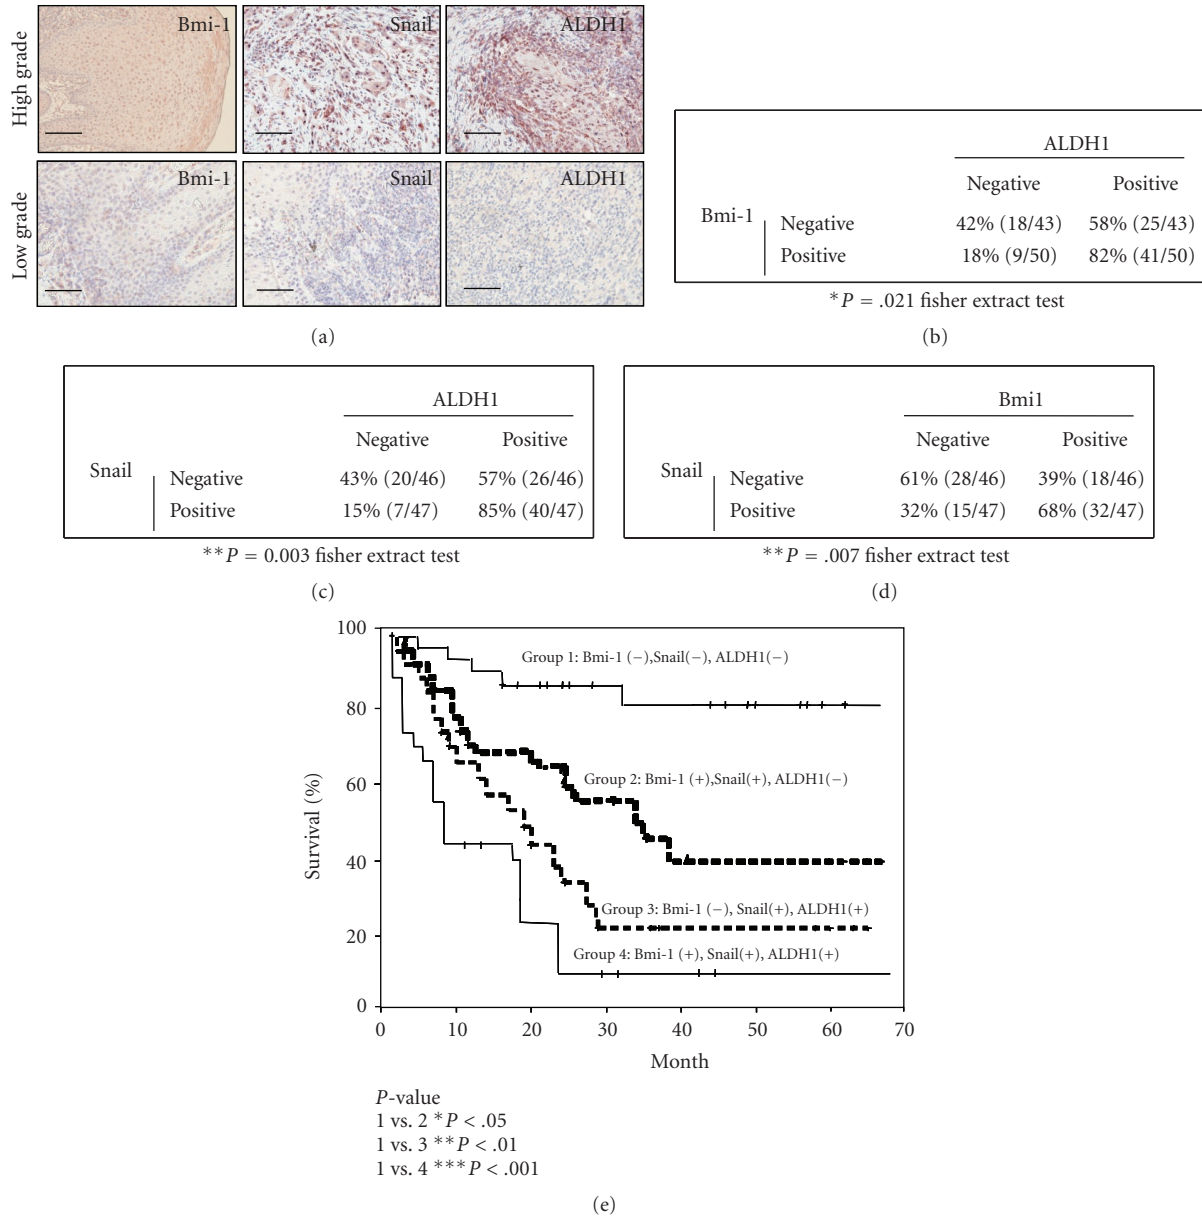 High grade
Bmi-1
Snail
ALDH1
Low grade
Bmi-1
Snail
ALDH1
(a)
ALDH1
Negative Positive
Bmi-1
Negative 42% (18/43) 58% (25/43)
Positive 18% (9/50) 82% (41/50)
*P = .021 fisher extract test
(b)
ALDH1
Negative Positive
Snail
Negative 43% (20/46) 57% (26/46)
Positive 15% (7/47) 85% (40/47)
**P = 0.003 fisher extract test
(c)
Bmi1
Negative Positive
Snail
Negative 61% (28/46) 39% (18/46)
Positive 32% (15/47) 68% (32/47)
**P = .007 fisher extract test
(d)
Survival (%)
100
80
60
40
20
0
Group 1: Bmi-1 (−),Snail(−), ALDH1(−)
Group 2: Bmi-1 (+),Snail(+), ALDH1(−)
Group 3: Bmi-1 (−), Snail(+), ALDH1(+)
Group 4: Bmi-1 (+), Snail(+), ALDH1(+)
0 10 20 30 40 50 60 70
Month
P-value
1 vs. 2 *P < .05
1 vs. 3 **P < .01
1 vs. 4 ***P < .001
(e)